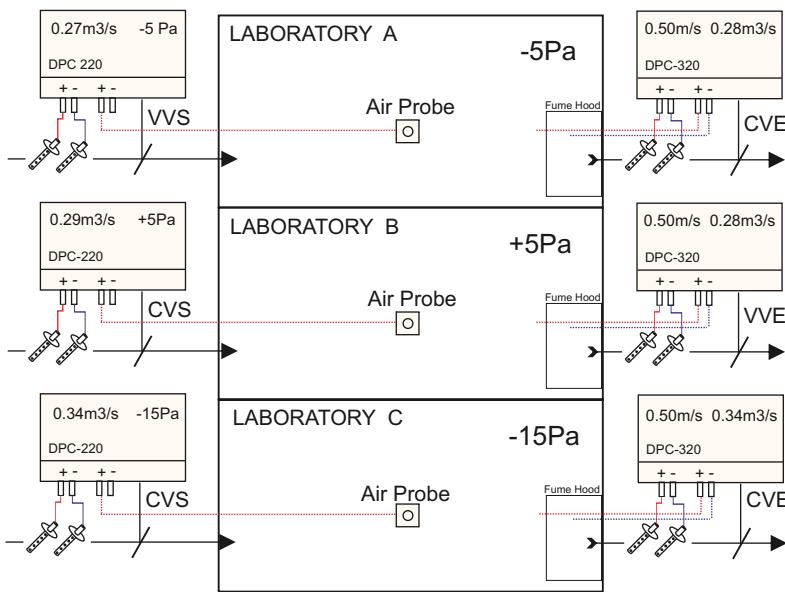 0.27m3/s -5 Pa
DPC 220
+ - + -
VVS
LABORATORY A
-5Pa
Air Probe
Fume Hood
0.50m/s 0.28m3/s
DPC-320
+ - + -
CVE
0.29m3/s +5Pa
DPC-220
+ - + -
CVS
LABORATORY B
+5Pa
Air Probe
Fume Hood
0.50m/s 0.28m3/s
DPC-320
+ - + -
VVE
0.34m3/s -15Pa
DPC-220
+ - + -
CVS
LABORATORY C
-15Pa
Air Probe
Fume Hood
0.50m/s 0.34m3/s
DPC-320
+ - + -
CVE